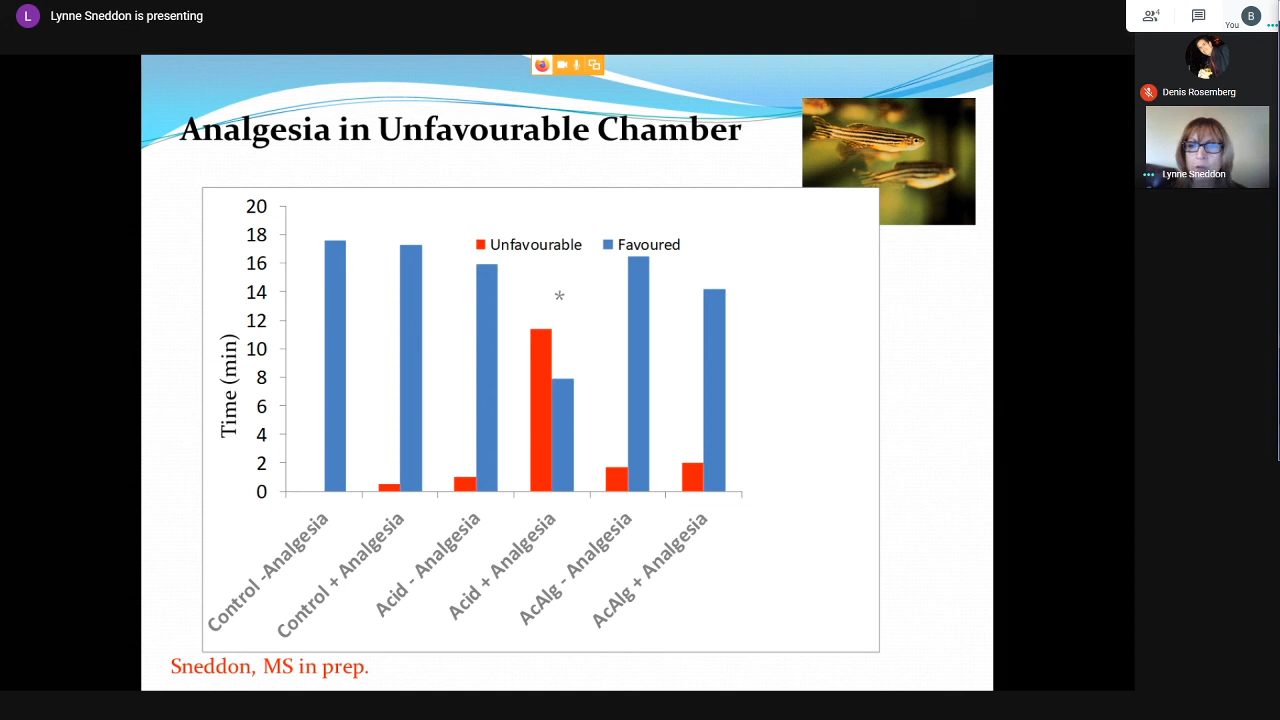 L
Lynne Sneddon is presenting
4
You
B
Denis Rosemberg
Lynne Sneddon
Analgesia in Unfavourable Chamber
Unfavourable Favoured
20
18
16
14
*
12
10
8
6
4
2
0
Time (min)
Control -Analgesia
Control + Analgesia
Acid - Analgesia
Acid + Analgesia
AcAlg - Analgesia
AcAlg + Analgesia
Sneddon, MS in prep.